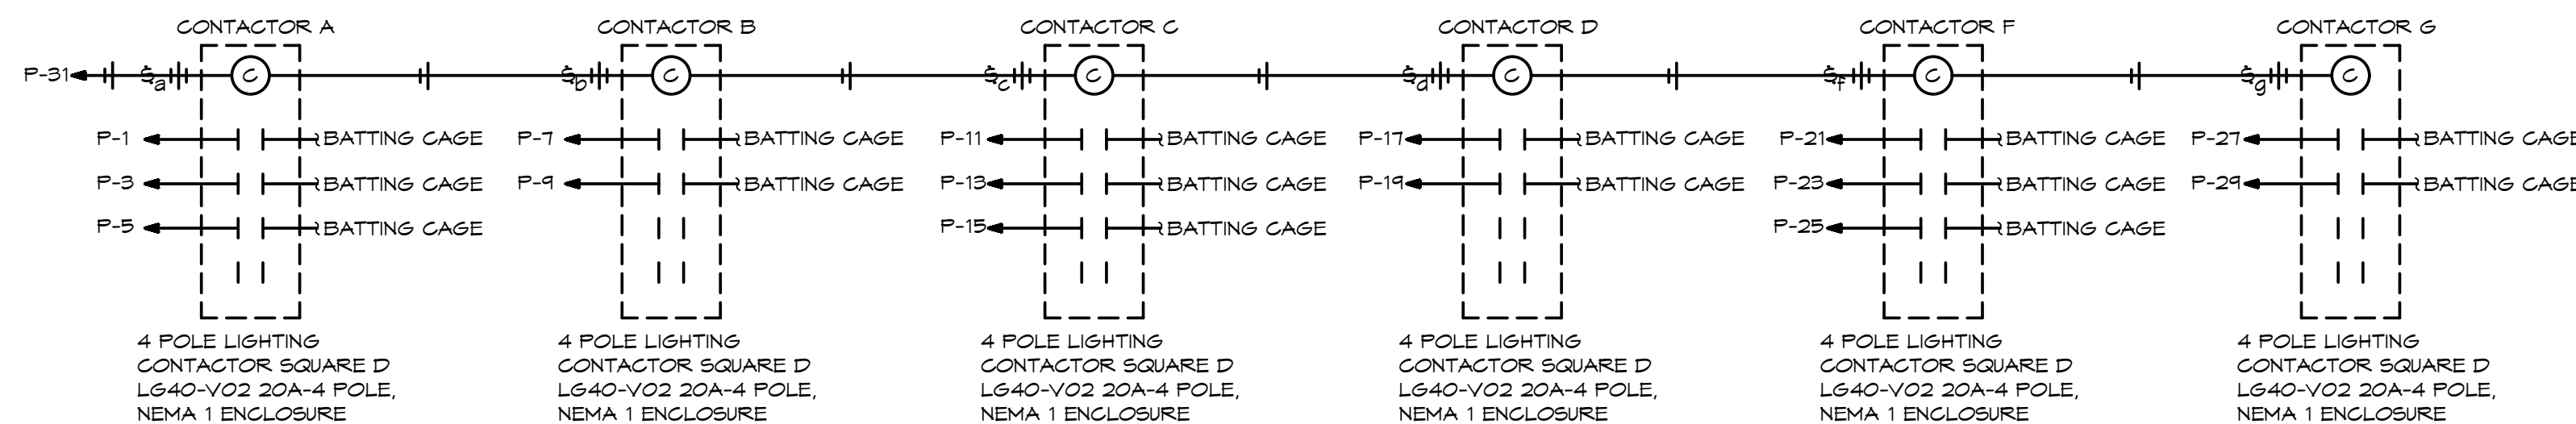 CONTACTOR A
CONTACTOR B
CONTACTOR C
CONTACTOR D
CONTACTOR F
CONTACTOR G
P-31
$a
C
$b
C
$c
C
$d
C
$f
C
$g
C
P-1
BATTING CAGE
P-7
BATTING CAGE
P-11
BATTING CAGE
P-17
BATTING CAGE
P-21
BATTING CAGE
P-27
BATTING CAGE
P-3
BATTING CAGE
P-9
BATTING CAGE
P-13
BATTING CAGE
P-19
BATTING CAGE
P-23
BATTING CAGE
P-29
BATTING CAGE
P-5
BATTING CAGE
P-15
BATTING CAGE
P-25
BATTING CAGE
4 POLE LIGHTING
CONTACTOR SQUARE D
LG40-V02 20A-4 POLE,
NEMA 1 ENCLOSURE
4 POLE LIGHTING
CONTACTOR SQUARE D
LG40-V02 20A-4 POLE,
NEMA 1 ENCLOSURE
4 POLE LIGHTING
CONTACTOR SQUARE D
LG40-V02 20A-4 POLE,
NEMA 1 ENCLOSURE
4 POLE LIGHTING
CONTACTOR SQUARE D
LG40-V02 20A-4 POLE,
NEMA 1 ENCLOSURE
4 POLE LIGHTING
CONTACTOR SQUARE D
LG40-V02 20A-4 POLE,
NEMA 1 ENCLOSURE
4 POLE LIGHTING
CONTACTOR SQUARE D
LG40-V02 20A-4 POLE,
NEMA 1 ENCLOSURE